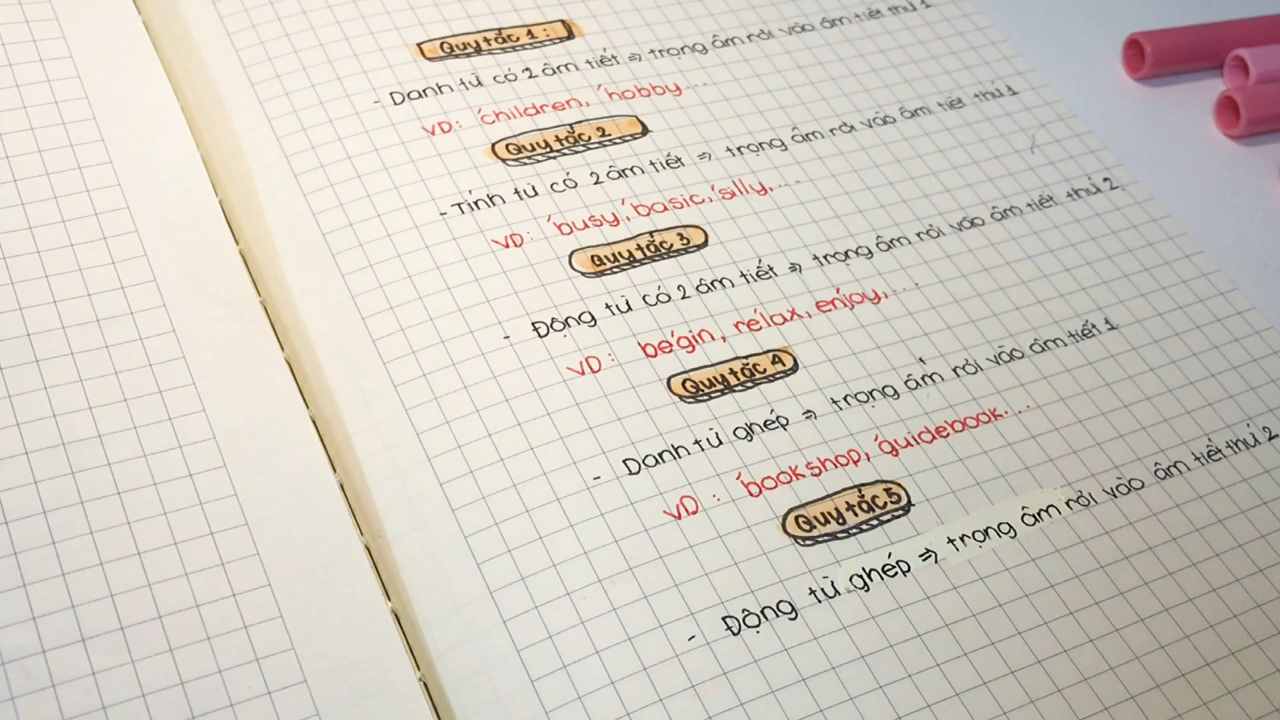 Quy tắc 1:
- Danh từ có 2 âm tiết => trọng âm rơi vào âm tiết thứ 1
VD: 'children, 'hobby...
Quy tắc 2
- Tính từ có 2 âm tiết => trọng âm rơi vào âm tiết thứ 1
VD: 'busy, 'basic, 'silly,...
Quy tắc 3
- Động từ có 2 âm tiết => trọng âm rơi vào âm tiết thứ 2.
VD: be'gin, re'lax, en'joy,...
Quy tắc 4
- Danh từ ghép => trọng âm rơi vào âm tiết 1.
VD: 'bookshop, 'guidebook...
Quy tắc 5
- Động từ ghép => trọng âm rơi vào âm tiết thứ 2